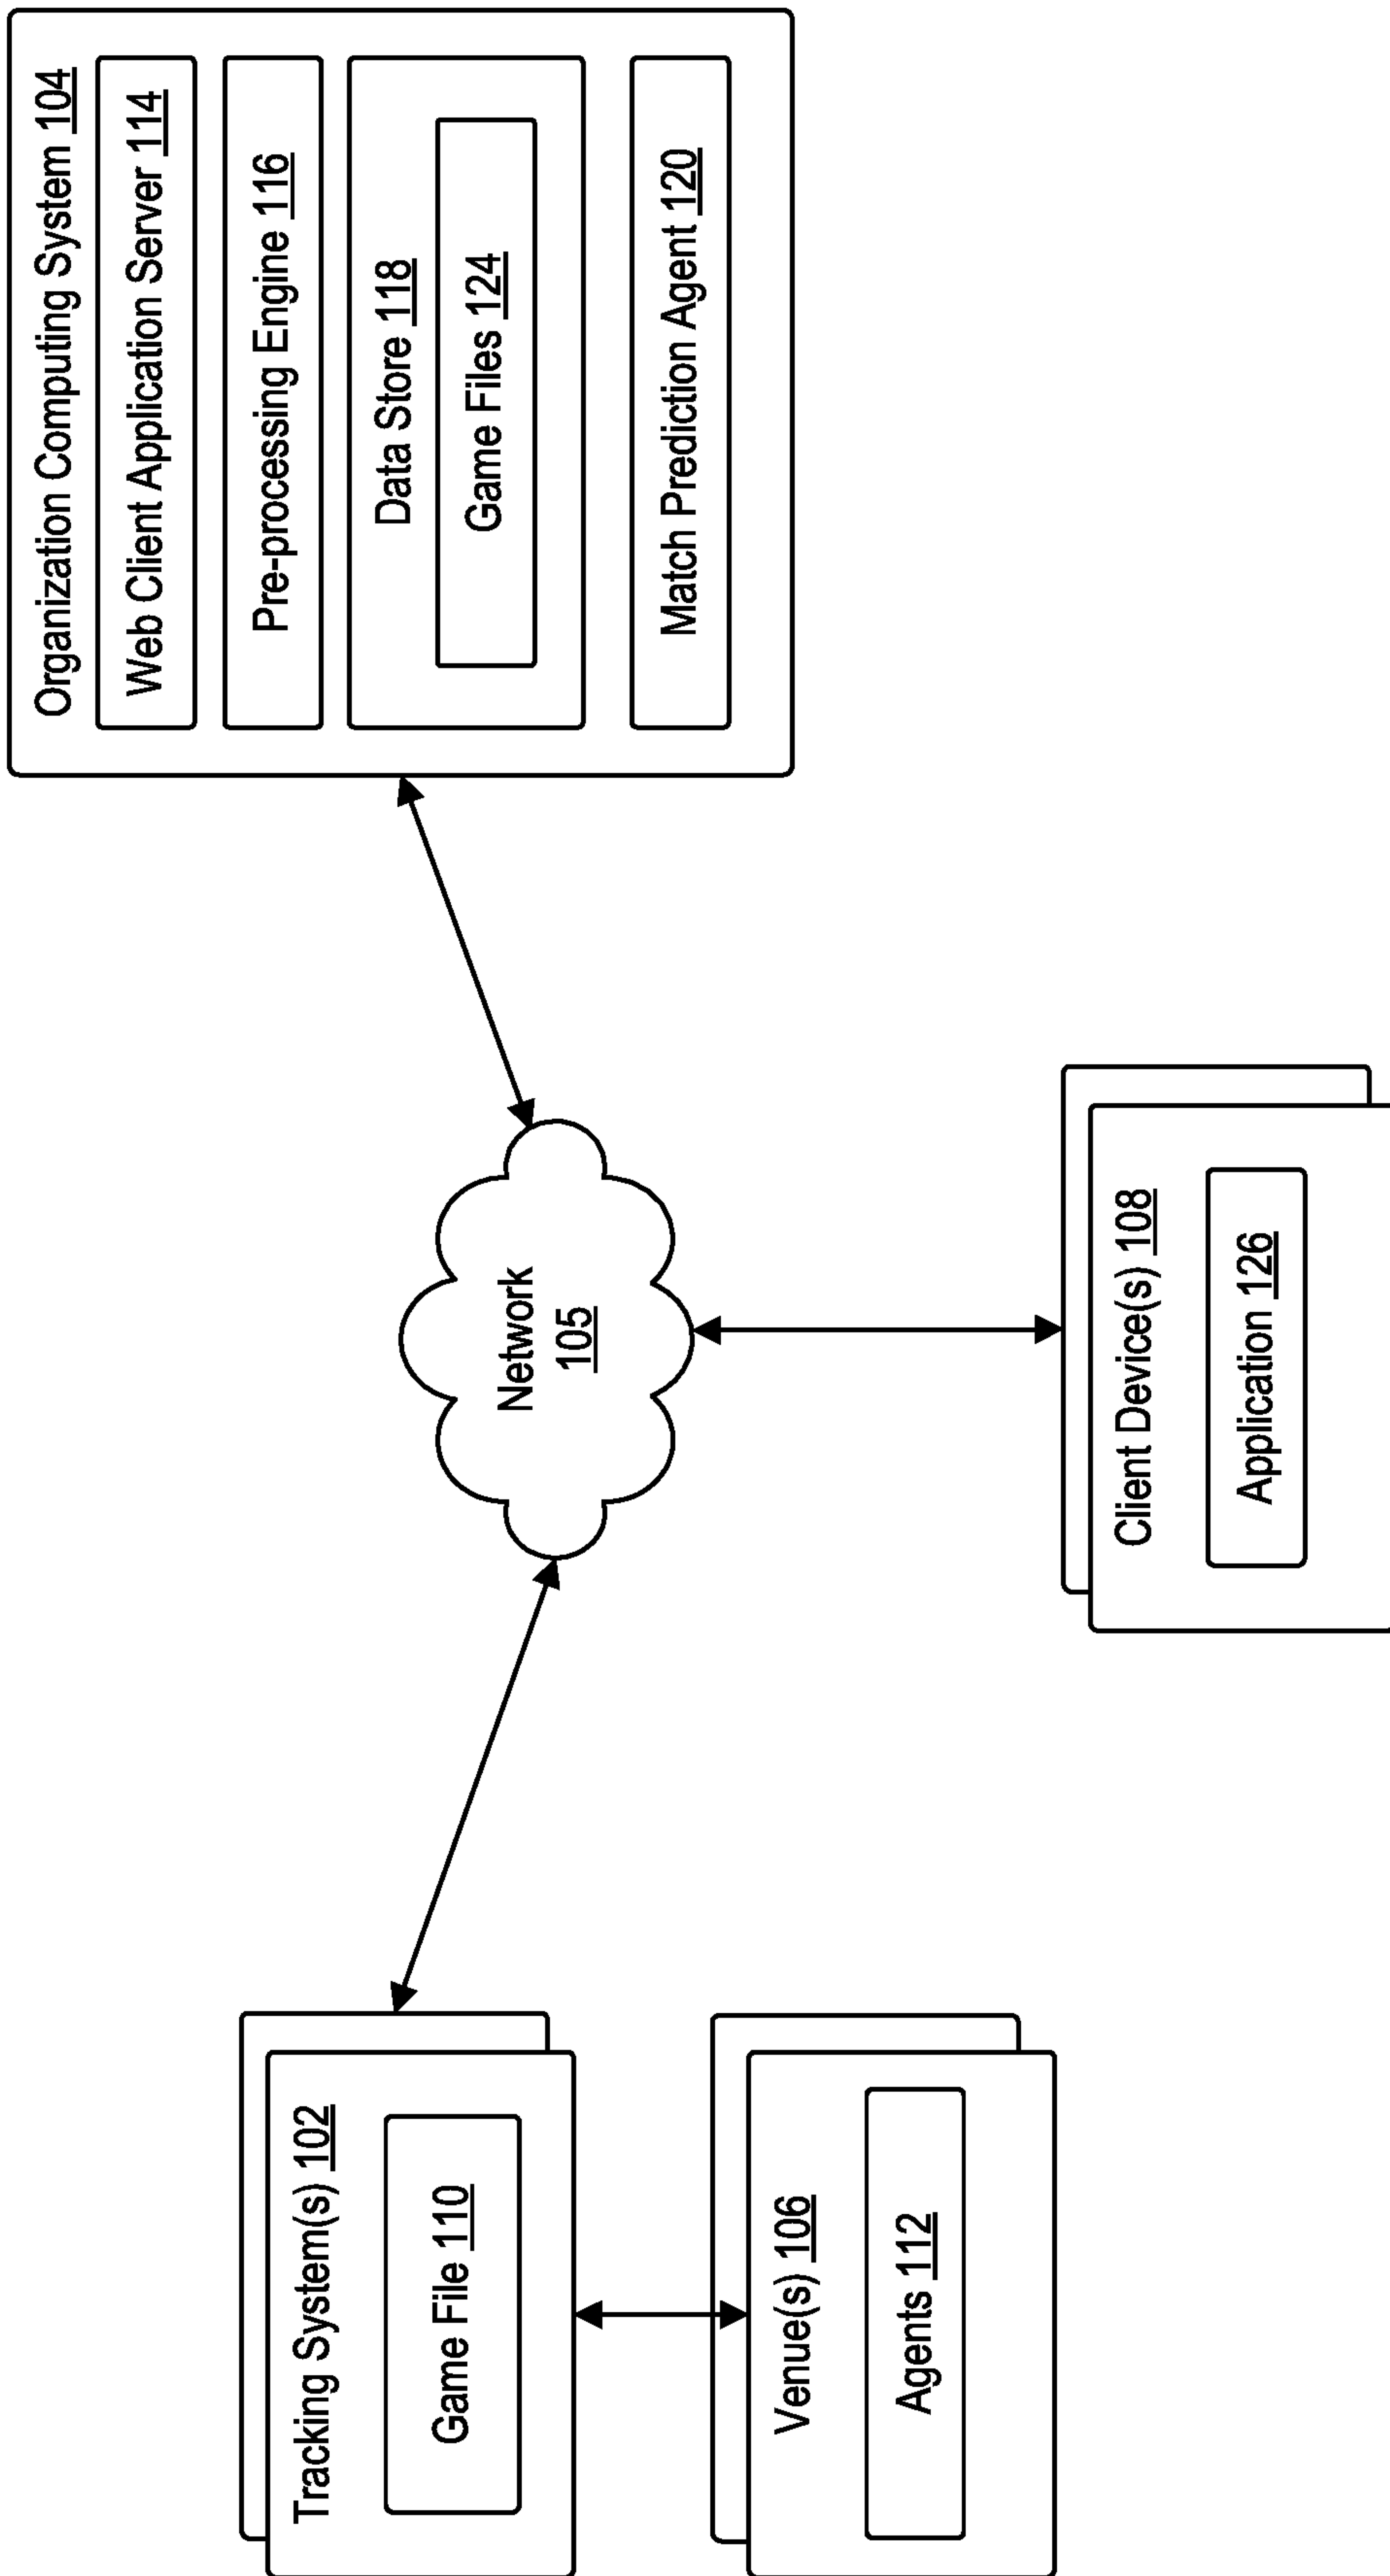 Tracking System(s) 102
Game File 110
Venue(s) 106
Agents 112
Network
105
Client Device(s) 108
Application 126
Organization Computing System 104
Web Client Application Server 114
Pre-processing Engine 116
Data Store 118
Game Files 124
Match Prediction Agent 120